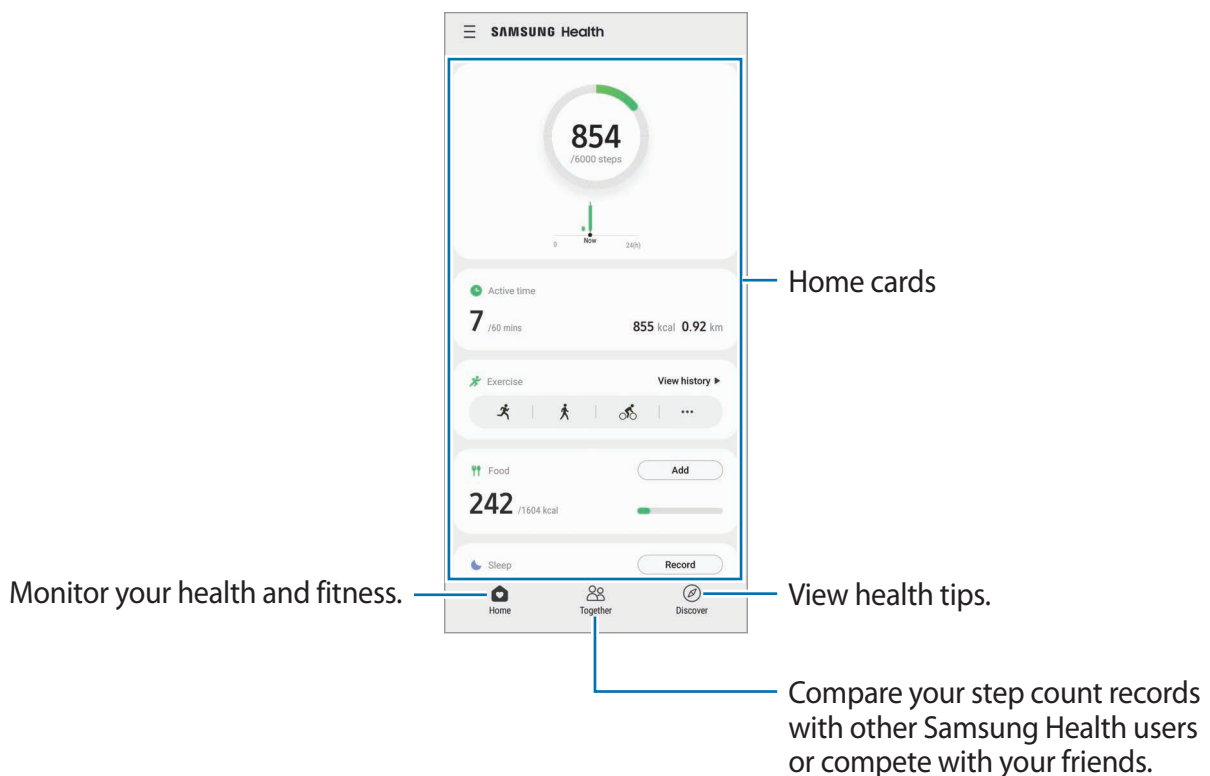 SAMSUNG Health
854
/6000 steps
0 Now 24(h)
Home cards
Active time
7 /60 mins 855 kcal 0.92 km
Exercise View history
Food Add
242 /1604 kcal
Sleep Record
Monitor your health and fitness.
Home Together Discover
View health tips.
Compare your step count records
with other Samsung Health users
or compete with your friends.